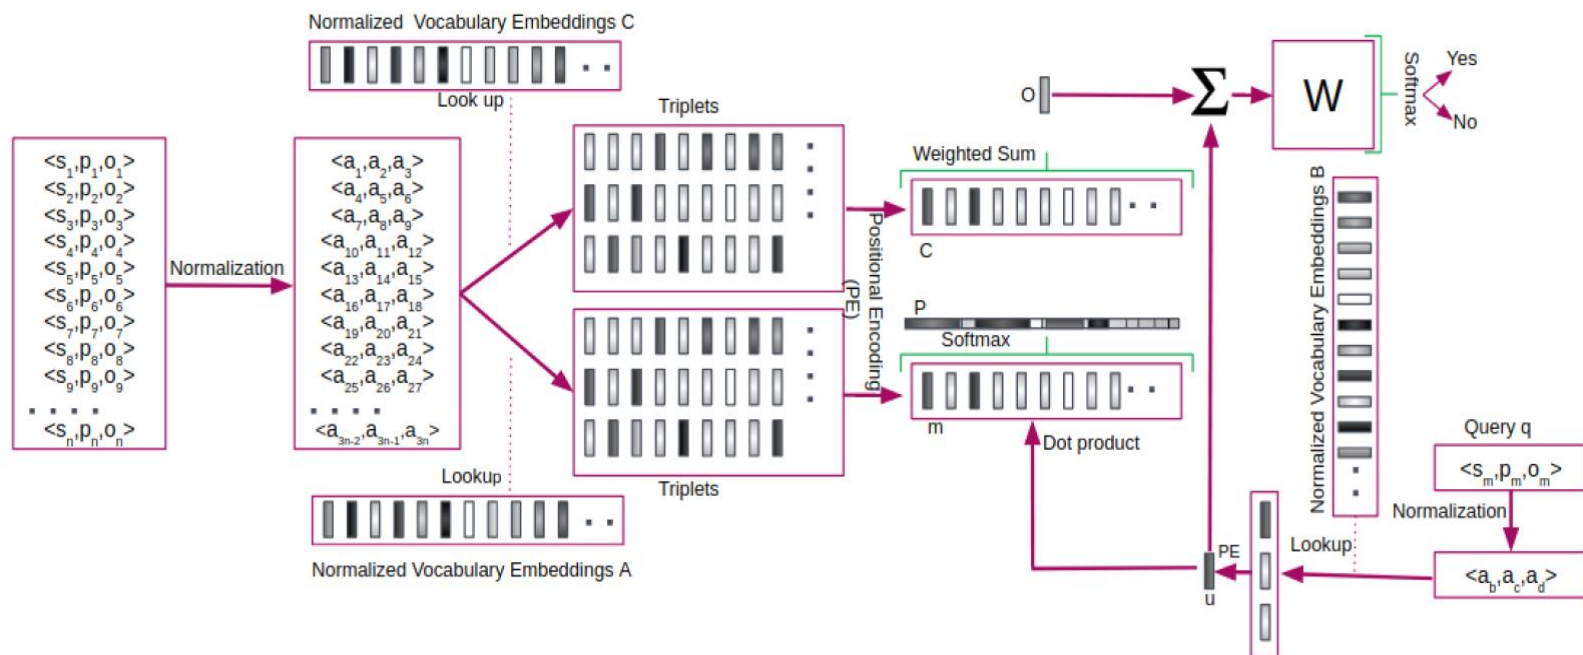 Normalized Vocabulary Embeddings C
Look up
<s1,p1,o1>
<s2,p2,o2>
<s3,p3,o3>
<s4,p4,o4>
<s5,p5,o5>
<s6,p6,o6>
<s7,p7,o7>
<s8,p8,o8>
<s9,p9,o9>
<sn,pn,on>
Normalization
<a1,a2,a3>
<a4,a5,a6>
<a7,a8,a9>
<a10,a11,a12>
<a13,a14,a15>
<a16,a17,a18>
<a19,a20,a21>
<a22,a23,a24>
<a25,a26,a27>
<a3n-2,a3n-1,a3n>
Lookup
Normalized Vocabulary Embeddings A
Triplets
Triplets
Positional Encoding
(PE)
Weighted Sum
C
P
Softmax
m
Dot product
O
Σ
W
Softmax
Yes
No
Normalized Vocabulary Embeddings B
Query q
<sm,pm,om>
Normalization
<ab,ac,ad>
Lookup
PE
u